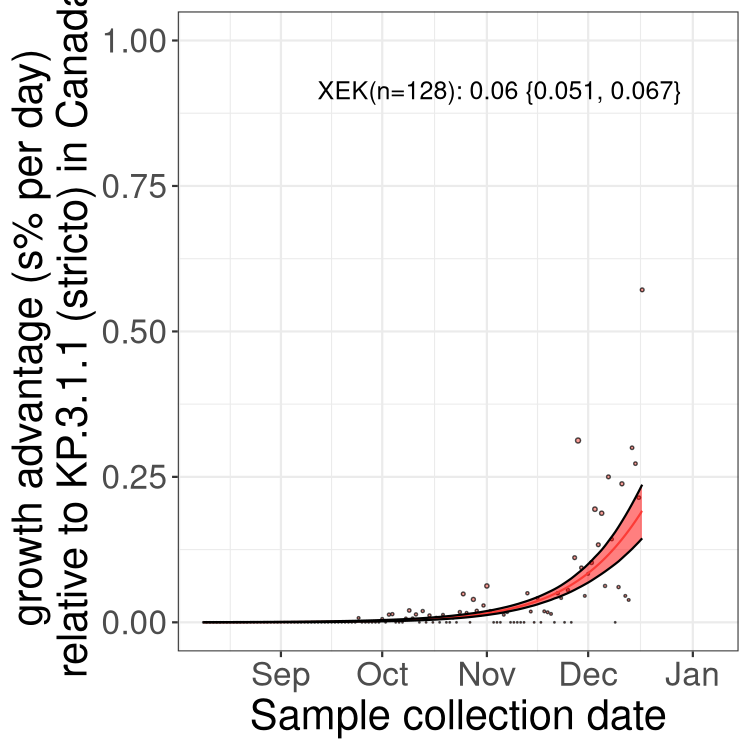 growth advantage (s% per day)
relative to KP.3.1.1 (stricto) in Canada
1.00
0.75
0.50
0.25
0.00
XEK(n=128): 0.06 {0.051, 0.067}
Sep Oct Nov Dec Jan
Sample collection date